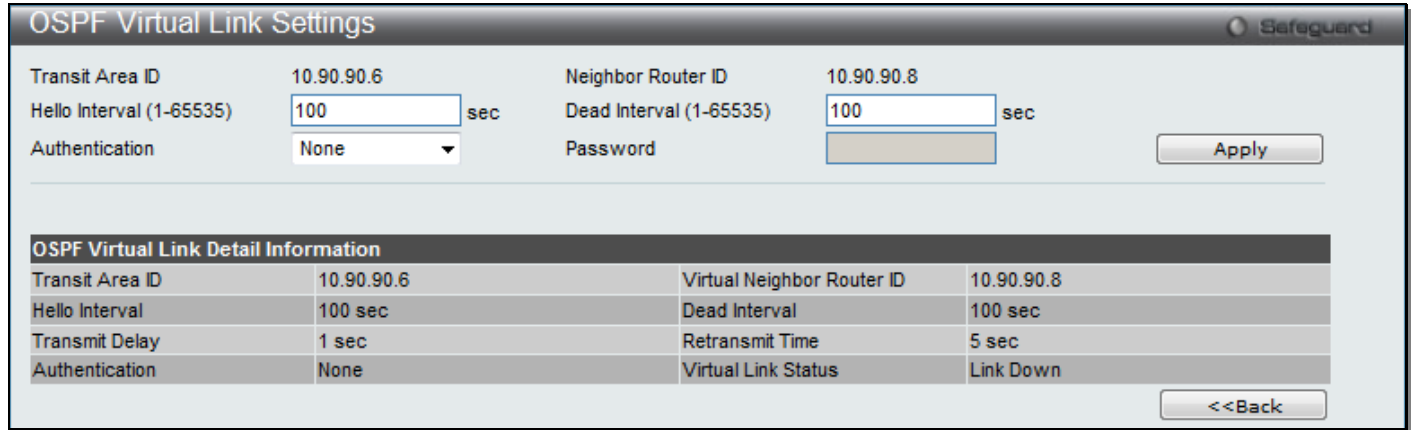 OSPF Virtual Link Settings Safeguard
Transit Area ID 10.90.90.6 Neighbor Router ID 10.90.90.8
Hello Interval (1-65535) 100 sec Dead Interval (1-65535) 100 sec
Authentication None Password Apply
OSPF Virtual Link Detail Information
Transit Area ID 10.90.90.6 Virtual Neighbor Router ID 10.90.90.8
Hello Interval 100 sec Dead Interval 100 sec
Transmit Delay 1 sec Retransmit Time 5 sec
Authentication None Virtual Link Status Link Down
<<Back